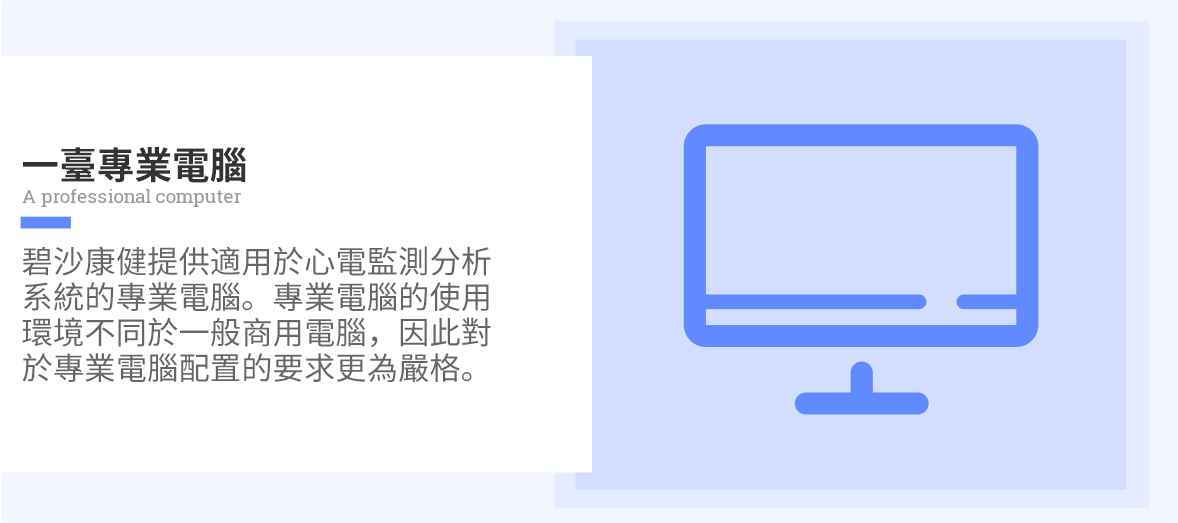 一臺專業電腦
A professional computer
碧沙康健提供適用於心電監測分析
系統的專業電腦。專業電腦的使用
環境不同於一般商用電腦，因此對
於專業電腦配置的要求更為嚴格。